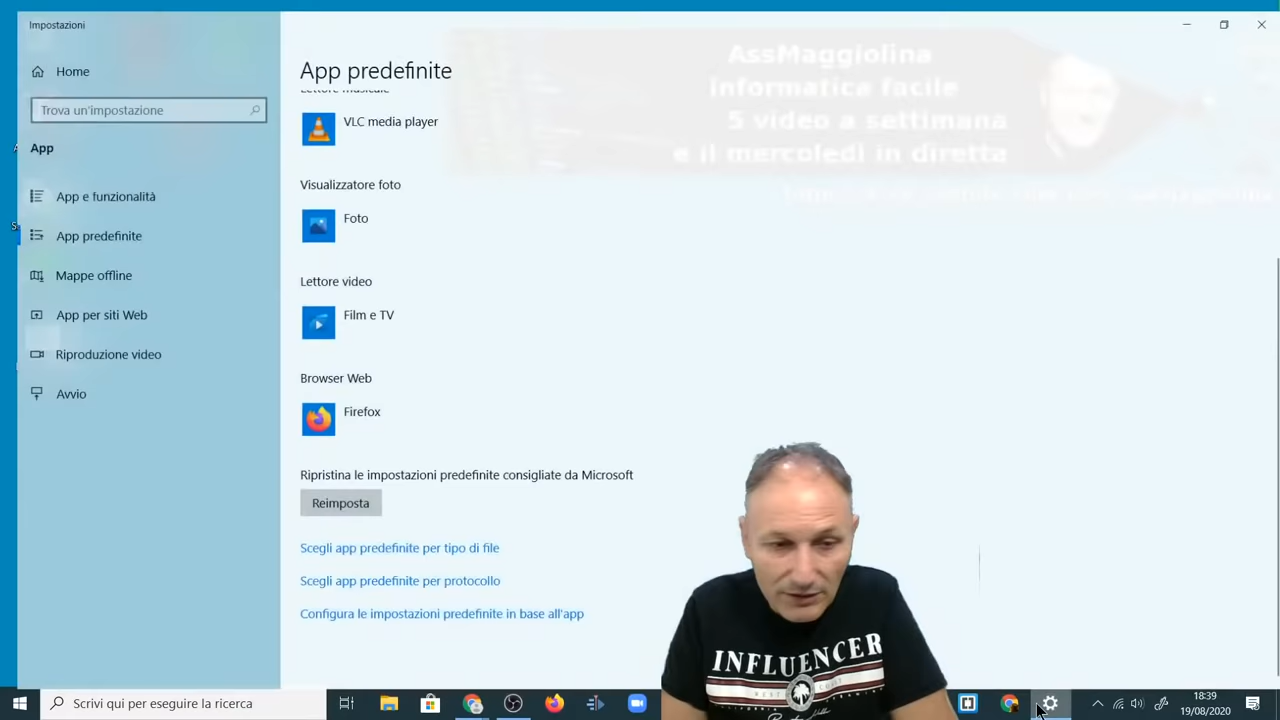 Impostazioni
Home
Trova un'impostazione
App
App e funzionalità
App predefinite
Mappe offline
App per siti Web
Riproduzione video
Avvio
App predefinite
Lettore musicale
VLC media player
Visualizzatore foto
Foto
Lettore video
Film e TV
Browser Web
Firefox
Ripristina le impostazioni predefinite consigliate da Microsoft
Reimposta
Scegli app predefinite per tipo di file
Scegli app predefinite per protocollo
Configura le impostazioni predefinite in base all'app
AssMaggiolina
informatica facile
5 video a settimana
e il mercoledì in diretta
INFLUENCER
Scrivi qui per eseguire la ricerca
18:39
19/08/2020